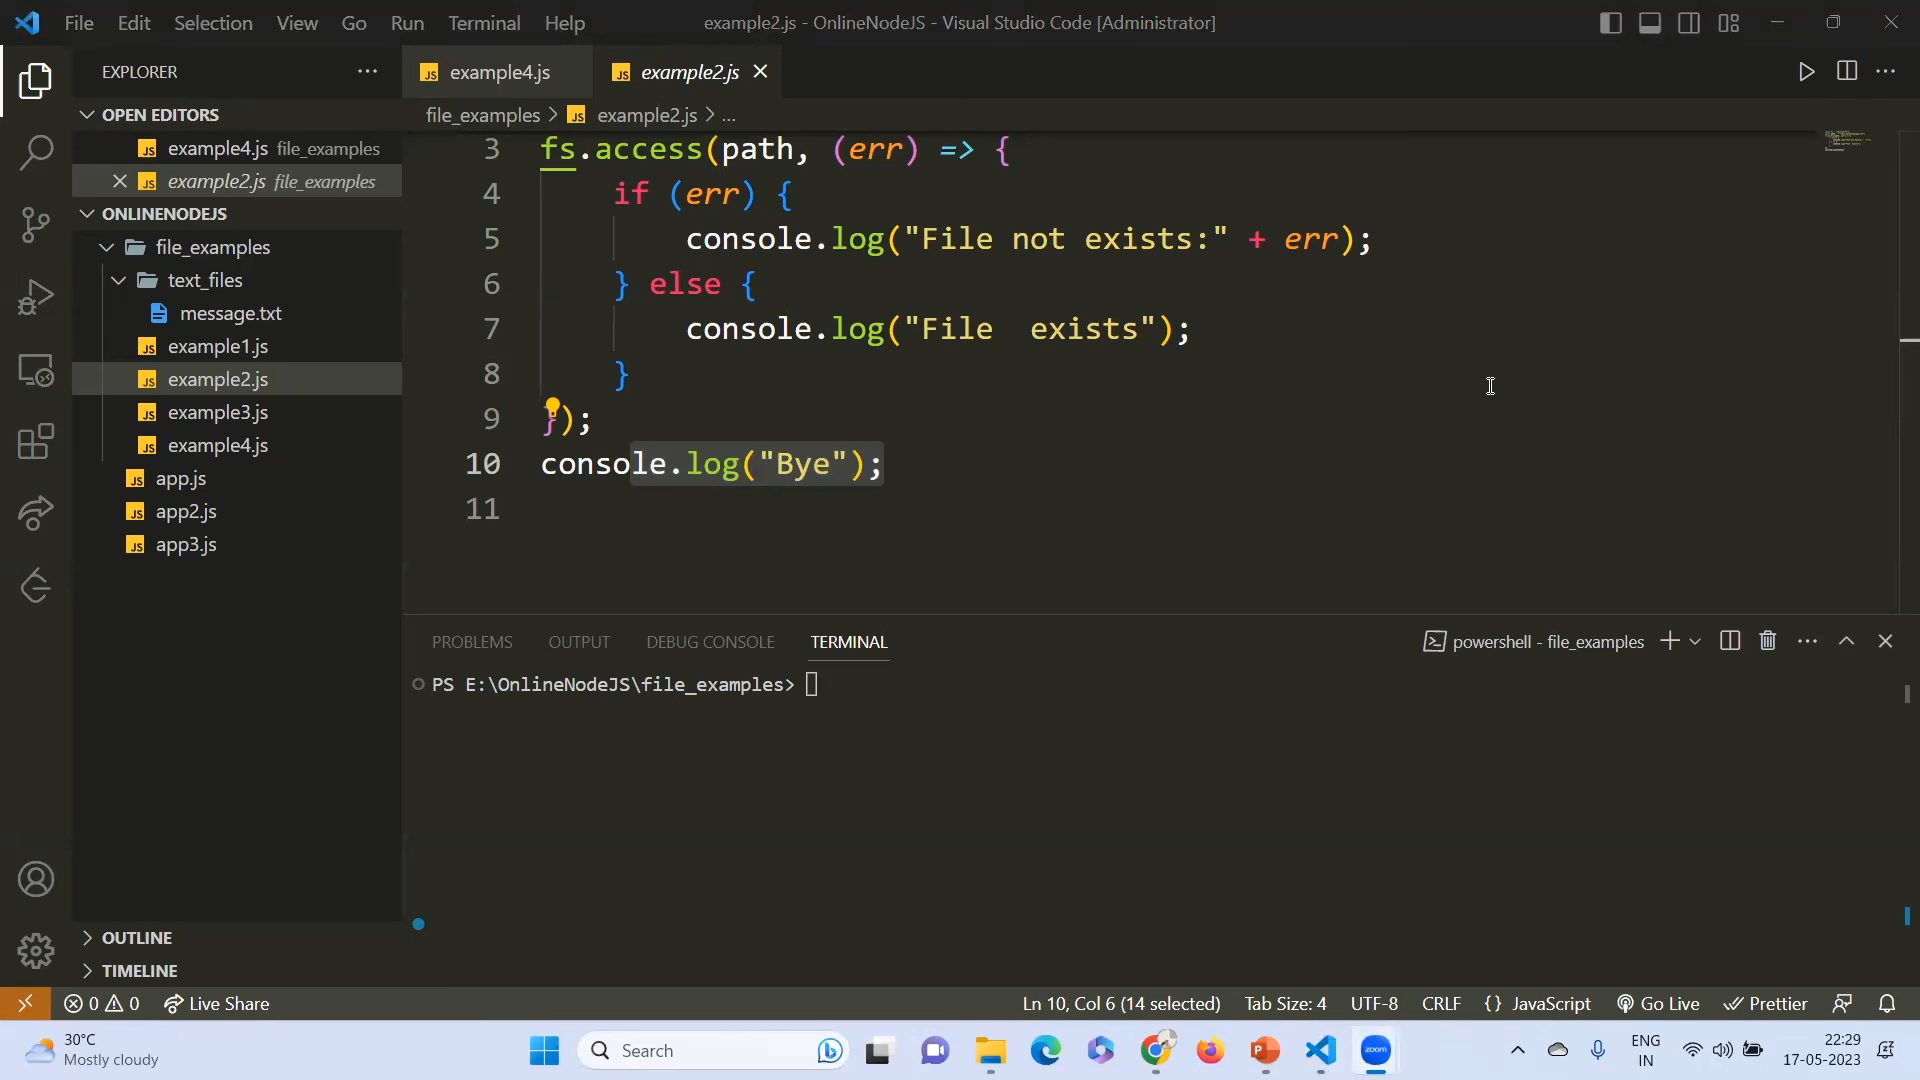 File Edit Selection View Go Run Terminal Help
example2.js - OnlineNodeJS - Visual Studio Code [Administrator]
EXPLORER
OPEN EDITORS
example4.js file_examples
example2.js file_examples
ONLINENODEJS
file_examples
text_files
message.txt
example1.js
example2.js
example3.js
example4.js
app.js
app2.js
app3.js
OUTLINE
TIMELINE
example4.js example2.js
file_examples > example2.js > ...
3 fs.access(path, (err) => {
4 if (err) {
5 console.log("File not exists:" + err);
6 } else {
7 console.log("File  exists");
8 }
9 });
10 console.log("Bye");
11
PROBLEMS OUTPUT DEBUG CONSOLE TERMINAL
powershell - file_examples
PS E:\OnlineNodeJS\file_examples>
0 0 Live Share
Ln 10, Col 6 (14 selected) Tab Size: 4 UTF-8 CRLF {} JavaScript Go Live Prettier
30°C
Mostly cloudy
Search
zoom
ENG
IN
22:29
17-05-2023